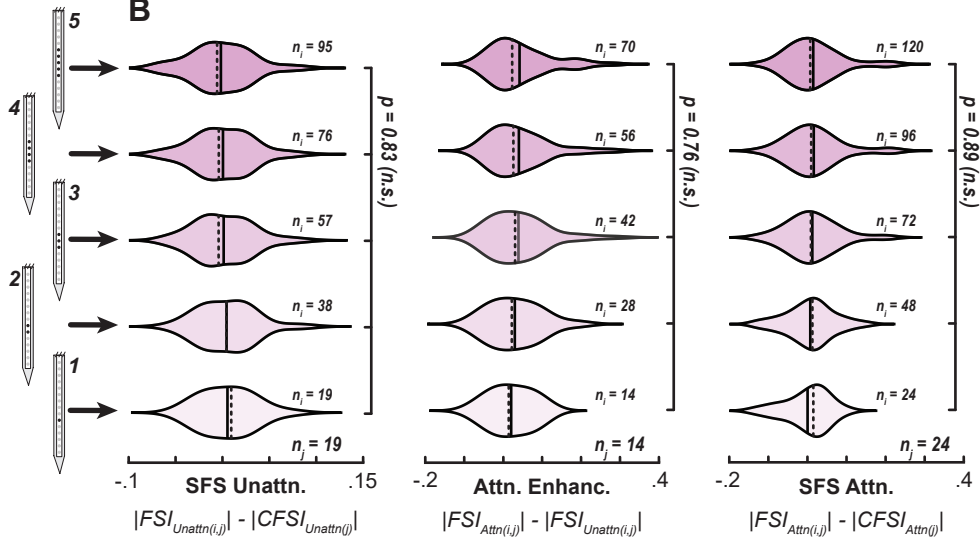 B
5
n_i = 95
n_i = 70
n_i = 120
4
n_i = 76
n_i = 56
n_i = 96
3
n_i = 57
n_i = 42
n_i = 72
2
n_i = 38
n_i = 28
n_i = 48
1
n_i = 19
n_i = 14
n_i = 24
p = 0.83 (n.s.)
p = 0.76 (n.s.)
p = 0.89 (n.s.)
n_j = 19
n_j = 14
n_j = 24
-.1 SFS Unattn. .15
-.2 Attn. Enhanc. .4
-.2 SFS Attn. .4
|FSI_Unattn(i,j)| - |CFSI_Unattn(j)|
|FSI_Attn(i,j)| - |FSI_Unattn(i,j)|
|FSI_Attn(i,j)| - |CFSI_Attn(j)|